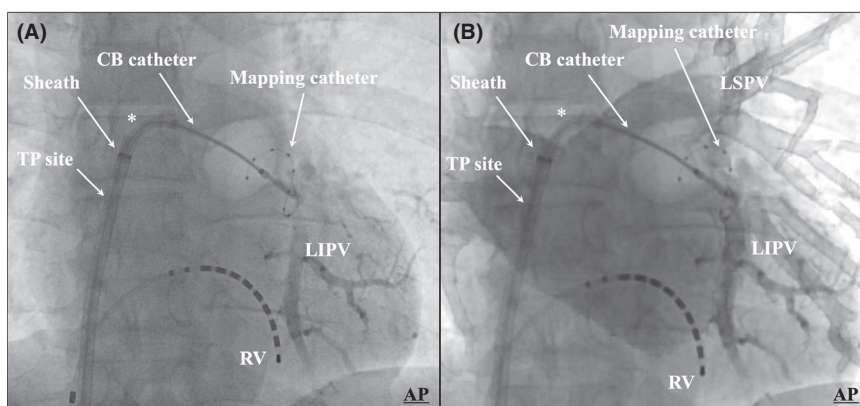 (A)
CB catheter
Mapping catheter
Sheath
*
TP site
LIPV
RV
AP
(B)
Mapping catheter
CB catheter
LSPV
Sheath
*
TP site
LIPV
RV
AP